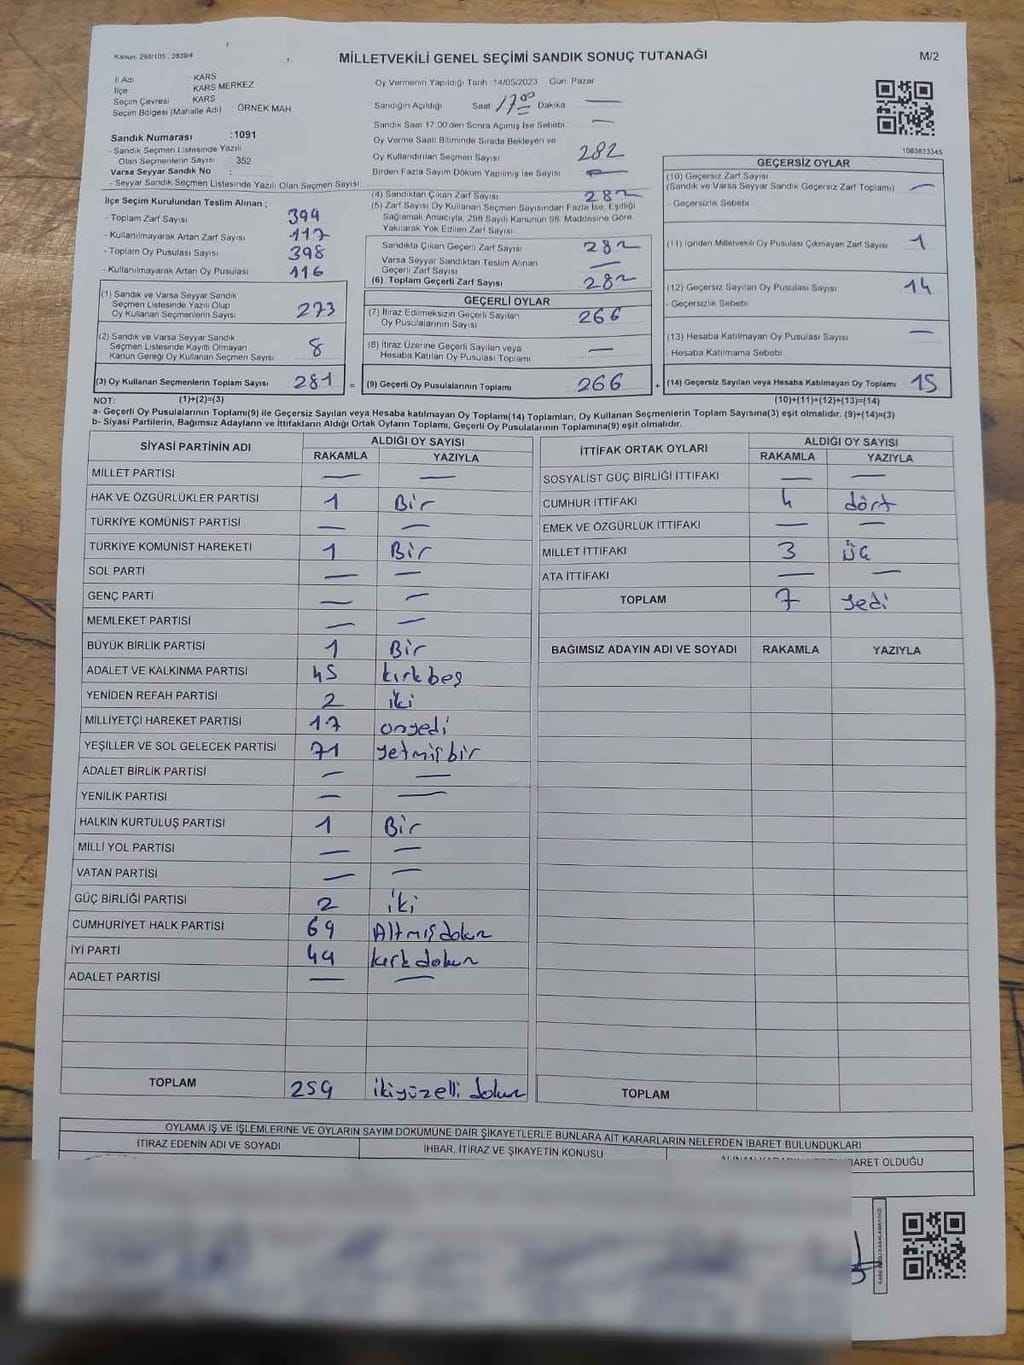 Kanun: 298/105, 2839/4
MİLLETVEKİLİ GENEL SEÇİMİ SANDIK SONUÇ TUTANAĞI
M/2
İl Adı : KARS
İlçe : KARS MERKEZ
Seçim Çevresi : KARS
Seçim Bölgesi (Mahalle Adı) : ÖRNEK MAH
Sandık Numarası :1091
- Sandık Seçmen Listesinde Yazılı
Olan Seçmenlerin Sayısı : 352
Varsa Seyyar Sandık No :
- Seyyar Sandık Seçmen Listesinde Yazılı Olan Seçmen Sayısı:
Oy Vermenin Yapıldığı Tarih :14/05/2023 Gün :Pazar
Sandığın Açıldığı Saat 17:00 Dakika —
Sandık Saat 17:00'den Sonra Açılmış İse Sebebi : —
Oy Verme Saati Bitiminde Sırada Bekleyen ve
Oy Kullandırılan Seçmen Sayısı 282
Birden Fazla Sayım Döküm Yapılmış İse Sayısı —
1083833345
İlçe Seçim Kurulundan Teslim Alınan ;
- Toplam Zarf Sayısı 394
- Kullanılmayarak Artan Zarf Sayısı 117
- Toplam Oy Pusulası Sayısı 398
- Kullanılmayarak Artan Oy Pusulası 116
(1) Sandık ve Varsa Seyyar Sandık
Seçmen Listesinde Yazılı Olup
Oy Kullanan Seçmenlerin Sayısı 273
(2) Sandık ve Varsa Seyyar Sandık
Seçmen Listesinde Kayıtlı Olmayan
Kanun Gereği Oy Kullanan Seçmen Sayısı 8
(3) Oy Kullanan Seçmenlerin Toplam Sayısı 281 =
(4) Sandıktan Çıkan Zarf Sayısı 282
(5) Zarf Sayısı Oy Kullanan Seçmen Sayısından Fazla İse, Eşitliği
Sağlamak Amacıyla, 298 Sayılı Kanunun 98. Maddesine Göre
Yakılarak Yok Edilen Zarf Sayısı
Sandıkta Çıkan Geçerli Zarf Sayısı 282
Varsa Seyyar Sandıktan Teslim Alınan
Geçerli Zarf Sayısı —
(6) Toplam Geçerli Zarf Sayısı 282
GEÇERLİ OYLAR
(7) İtiraz Edilmeksizin Geçerli Sayılan
Oy Pusulalarının Sayısı 266
(8) İtiraz Üzerine Geçerli Sayılan veya
Hesaba Katılan Oy Pusulası Toplamı —
(9) Geçerli Oy Pusulalarının Toplamı 266 +
GEÇERSİZ OYLAR
(10) Geçersiz Zarf Sayısı
(Sandık ve Varsa Seyyar Sandık Geçersiz Zarf Toplamı) —
- Geçersizlik Sebebi
(11) İçinden Milletvekili Oy Pusulası Çıkmayan Zarf Sayısı 1
(12) Geçersiz Sayılan Oy Pusulası Sayısı 14
- Geçersizlik Sebebi
(13) Hesaba Katılmayan Oy Pusulası Sayısı —
- Hesaba Katılmama Sebebi
(14) Geçersiz Sayılan veya Hesaba Katılmayan Oy Pusulası Toplamı 15
NOT: (1)+(2)=(3) (10)+(11)+(12)+(13)=(14)
a- Geçerli Oy Pusulalarının Toplamı(9) ile Geçersiz Sayılan veya Hesaba katılmayan Oy Toplamı(14) Toplamları, Oy Kullanan Seçmenlerin Toplam Sayısına(3) eşit olmalıdır. (9)+(14)=(3)
b- Siyasi Partilerin, Bağımsız Adayların ve İttifakların Aldığı Ortak Oyların Toplamı, Geçerli Oy Pusulalarının Toplamına(9) eşit olmalıdır.
SİYASİ PARTİNİN ADI ALDIĞI OY SAYISI
RAKAMLA YAZIYLA
MİLLET PARTİSİ — —
HAK VE ÖZGÜRLÜKLER PARTİSİ 1 Bir
TÜRKİYE KOMÜNİST PARTİSİ — —
TÜRKİYE KOMÜNİST HAREKETİ 1 Bir
SOL PARTİ — —
GENÇ PARTİ — —
MEMLEKET PARTİSİ — —
BÜYÜK BİRLİK PARTİSİ 1 Bir
ADALET VE KALKINMA PARTİSİ 45 kırkbeş
YENİDEN REFAH PARTİSİ 2 iki
MİLLİYETÇİ HAREKET PARTİSİ 17 onyedi
YEŞİLLER VE SOL GELECEK PARTİSİ 71 yetmişbir
ADALET BİRLİK PARTİSİ — —
YENİLİK PARTİSİ — —
HALKIN KURTULUŞ PARTİSİ 1 Bir
MİLLİ YOL PARTİSİ — —
VATAN PARTİSİ — —
GÜÇ BİRLİĞİ PARTİSİ 2 iki
CUMHURİYET HALK PARTİSİ 69 Altmışdokuz
İYİ PARTİ 49 kırkdokuz
ADALET PARTİSİ — —
TOPLAM 259 ikiyüzelli dokuz
İTTİFAK ORTAK OYLARI ALDIĞI OY SAYISI
RAKAMLA YAZIYLA
SOSYALİST GÜÇ BİRLİĞİ İTTİFAKI — —
CUMHUR İTTİFAKI 4 dört
EMEK VE ÖZGÜRLÜK İTTİFAKI — —
MİLLET İTTİFAKI 3 üç
ATA İTTİFAKI — —
TOPLAM 7 yedi
BAĞIMSIZ ADAYIN ADI VE SOYADI RAKAMLA YAZIYLA
TOPLAM
OYLAMA İŞ VE İŞLEMLERİNE VE OYLARIN SAYIM DÖKÜMÜNE DAİR ŞİKAYETLERLE BUNLARA AİT KARARLARIN NELERDEN İBARET BULUNDUKLARI
İTİRAZ EDENİN ADI VE SOYADI İHBAR, İTİRAZ VE ŞİKAYETİN KONUSU İBARET OLDUĞU